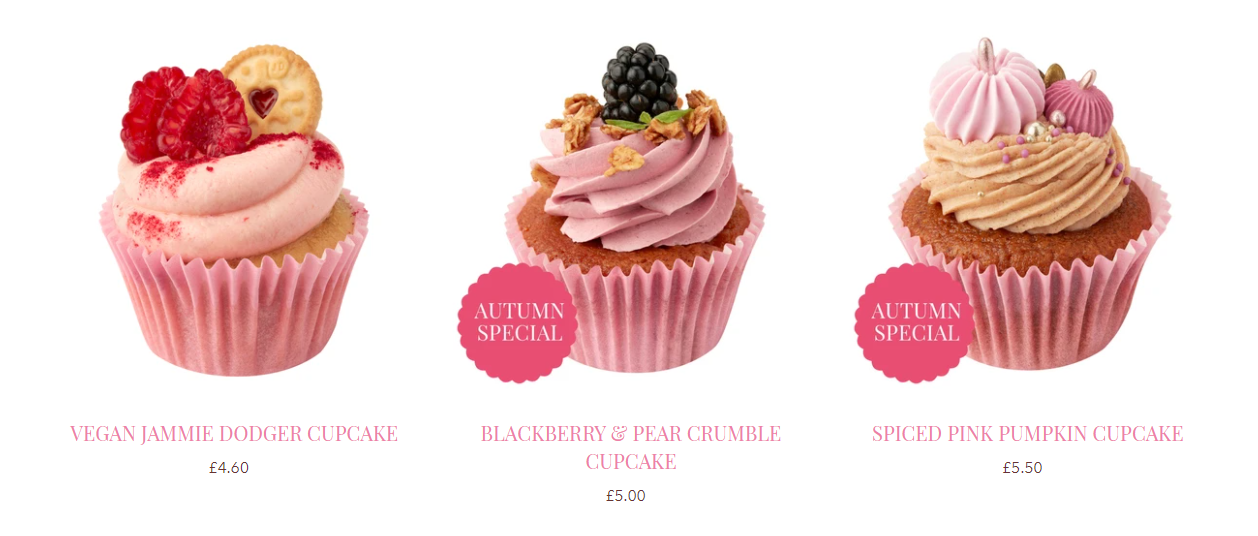 AUTUMN
SPECIAL
AUTUMN
SPECIAL
VEGAN JAMMIE DODGER CUPCAKE
£4.60
BLACKBERRY & PEAR CRUMBLE
CUPCAKE
£5.00
SPICED PINK PUMPKIN CUPCAKE
£5.50